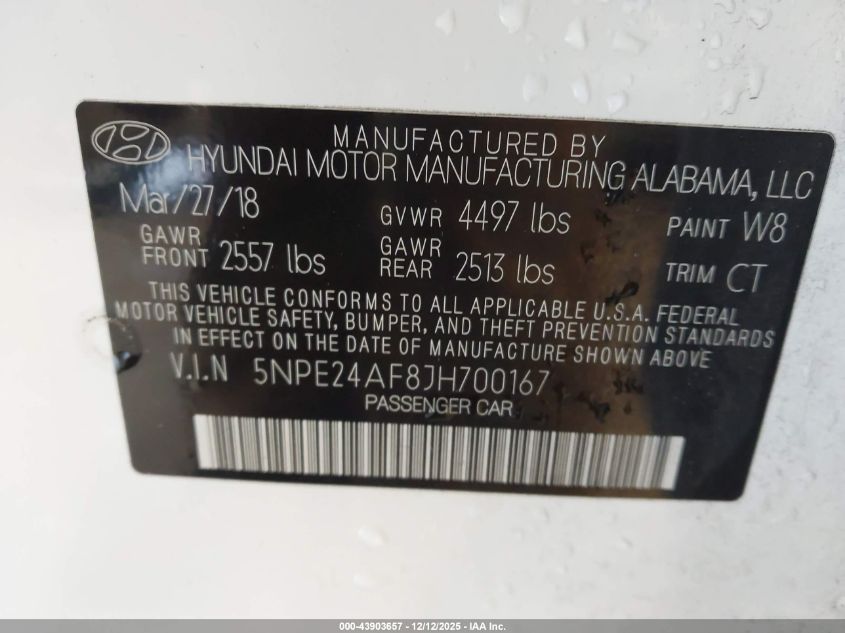 MANUFACTURED BY
HYUNDAI MOTOR MANUFACTURING ALABAMA, LLC
Mar/27/18 GVWR 4497 lbs PAINT W8
GAWR FRONT 2557 lbs GAWR REAR 2513 lbs TRIM CT
THIS VEHICLE CONFORMS TO ALL APPLICABLE U.S.A. FEDERAL
MOTOR VEHICLE SAFETY, BUMPER, AND THEFT PREVENTION STANDARDS
IN EFFECT ON THE DATE OF MANUFACTURE SHOWN ABOVE
V.I.N 5NPE24AF8JH700167
PASSENGER CAR
000-43903657 - 12/12/2025 - IAA Inc.